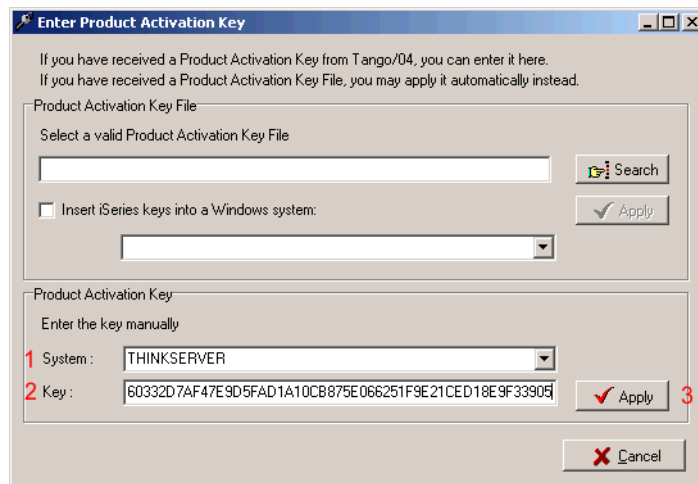 Enter Product Activation Key
If you have received a Product Activation Key from Tango/04, you can enter it here.
If you have received a Product Activation Key File, you may apply it automatically instead.
Product Activation Key File
Select a valid Product Activation Key File
Search
Insert iSeries keys into a Windows system:
Apply
Product Activation Key
Enter the key manually
1 System : THINKSERVER
2 Key : 60332D7AF47E9D5FAD1A10CB875E066251F9E21CED18E9F33905 Apply 3
Cancel